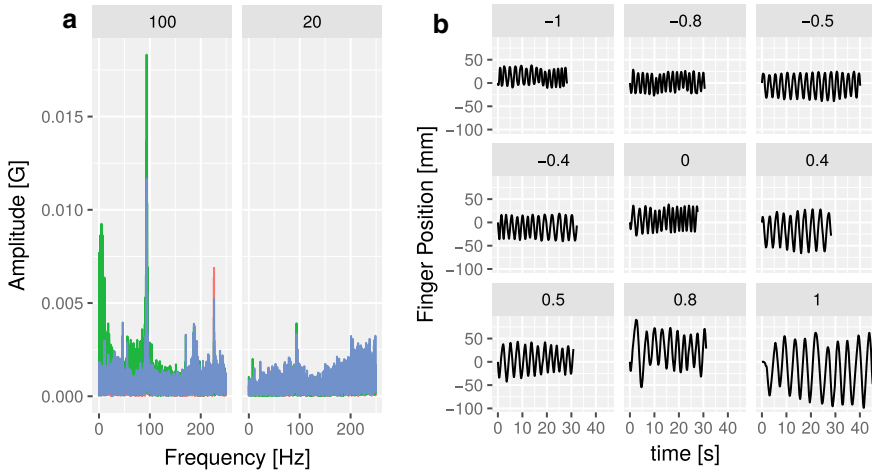 a
100 20
0.015
0.010
0.005
0.000
Amplitude [G]
0 100 200 0 100 200
Frequency [Hz]
b
−1 −0.8 −0.5
50
0
−50
−100
−0.4 0 0.4
50
0
−50
−100
0.5 0.8 1
50
0
−50
−100
Finger Position [mm]
0 10 20 30 40 0 10 20 30 40 0 10 20 30 40
time [s]